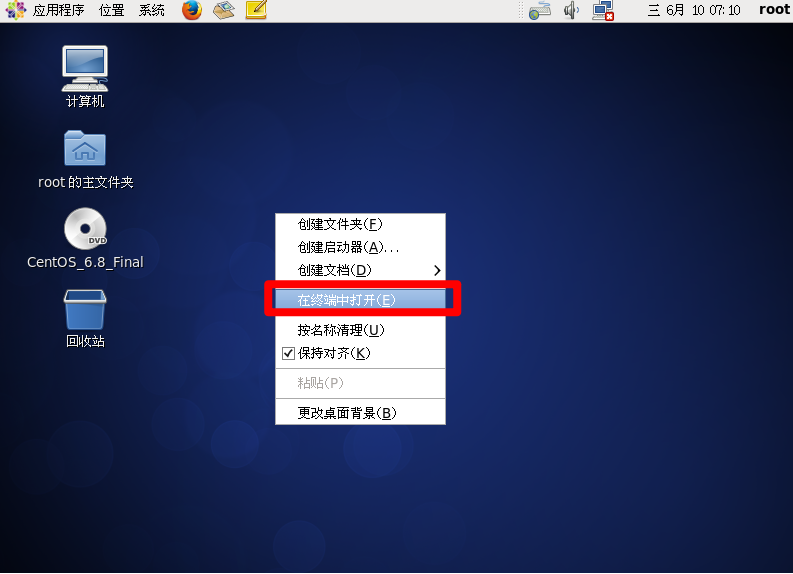 应用程序 位置 系统 三 6月 10 07:10 root
计算机
root 的主文件夹
DVD
CentOS_6.8_Final
回收站
创建文件夹(F)
创建启动器(A)...
创建文档(D)
在终端中打开(E)
按名称清理(U)
保持对齐(K)
粘贴(P)
更改桌面背景(B)